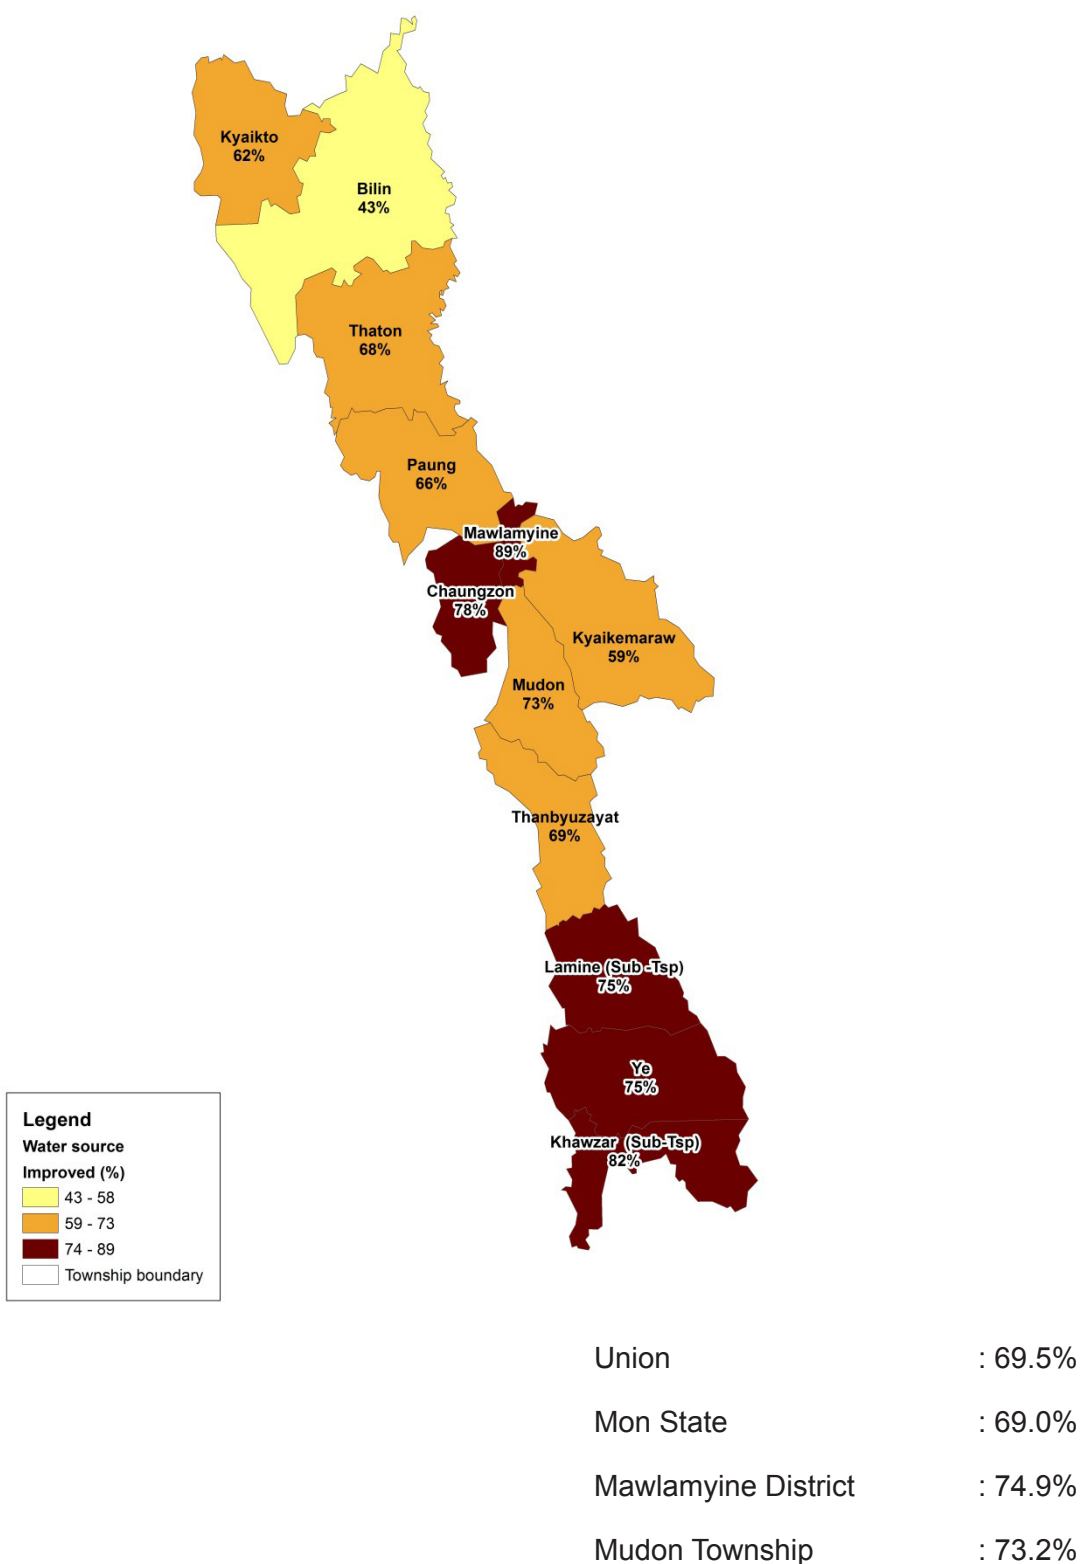 Kyaikto
62%
Bilin
43%
Thaton
68%
Paung
66%
Mawlamyine
89%
Chaungzon
78%
Kyaikemaraw
59%
Mudon
73%
Thanbyuzayat
69%
Lamine (Sub -Tsp)
75%
Ye
75%
Khawzar (Sub-Tsp)
82%
Legend
Water source
Improved (%)
43 - 58
59 - 73
74 - 89
Township boundary
Union : 69.5%
Mon State : 69.0%
Mawlamyine District : 74.9%
Mudon Township : 73.2%